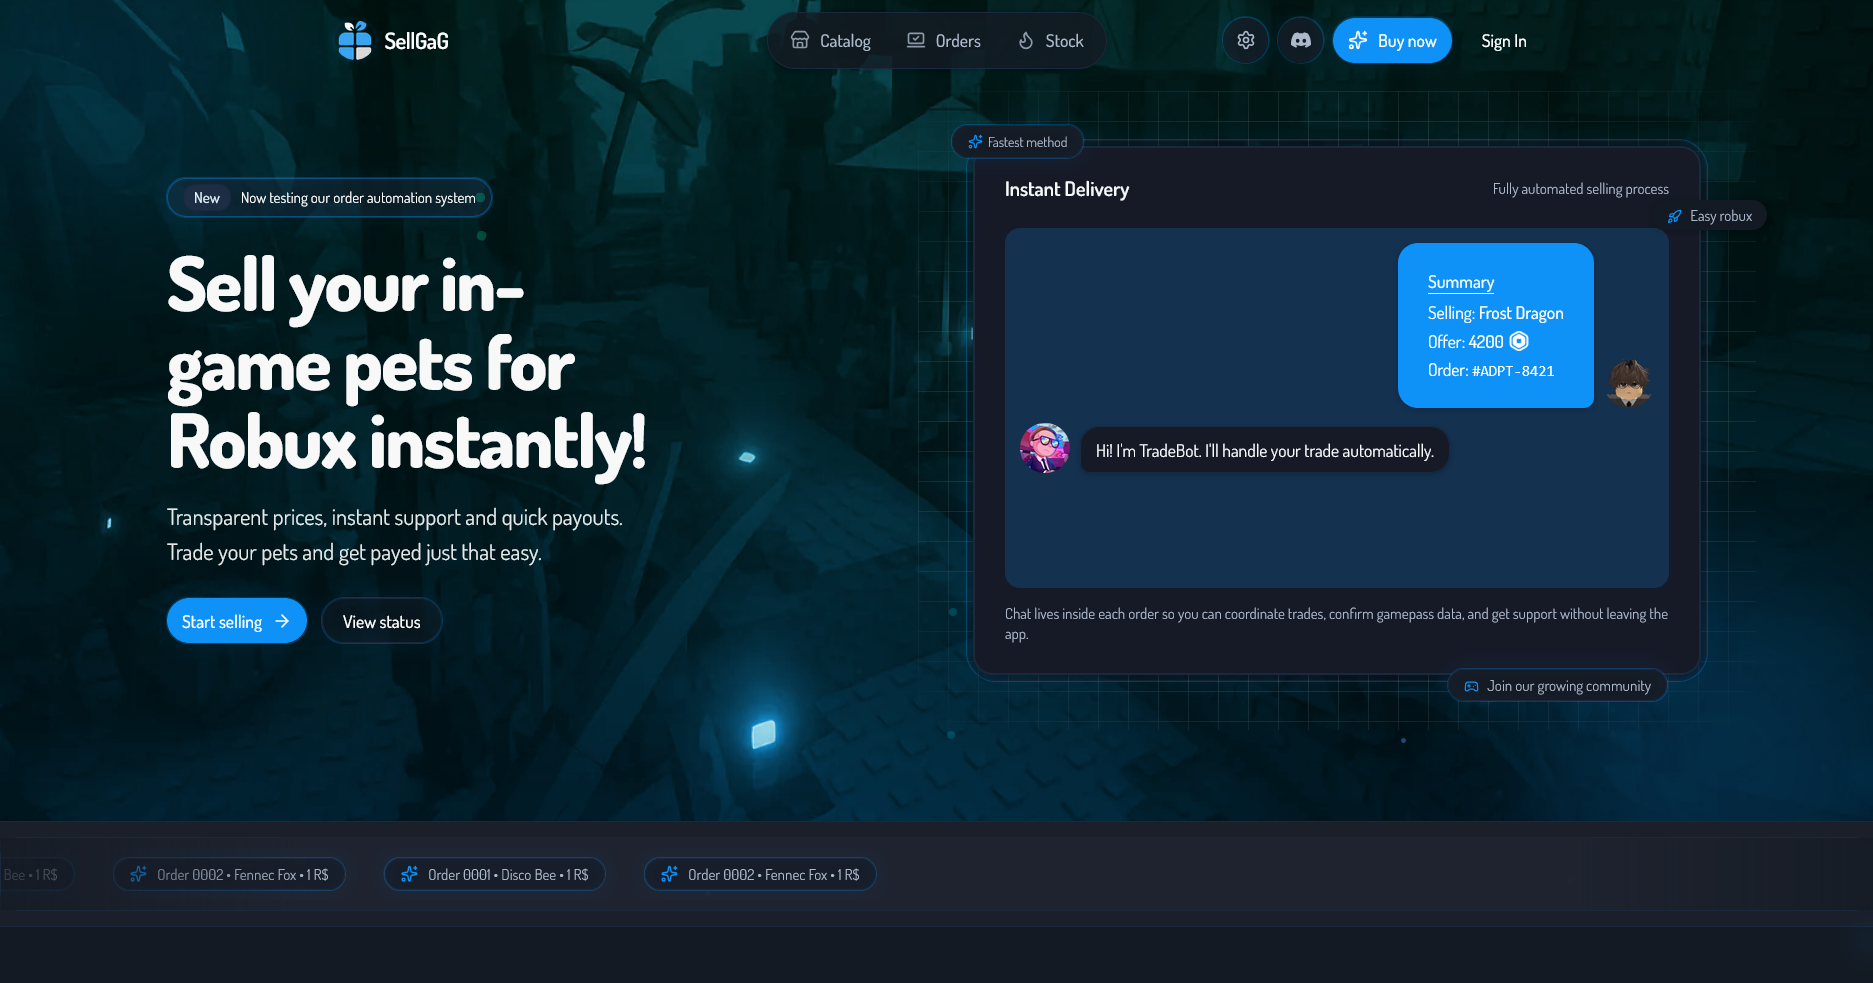 SellGaG
Catalog
Orders
Stock
Buy now
Sign In
Fastest method
Instant Delivery
Fully automated selling process
Easy robux
New
Now testing our order automation system
Sell your in-
game pets for
Robux instantly!
Transparent prices, instant support and quick payouts.
Trade your pets and get payed just that easy.
Start selling
View status
Summary
Selling: Frost Dragon
Offer: 4200
Order: #ADPT-8421
Hi! I'm TradeBot. I'll handle your trade automatically.
Chat lives inside each order so you can coordinate trades, confirm gamepass data, and get support without leaving the
app.
Join our growing community
Bee • 1 R$
Order 0002 • Fennec Fox • 1 R$
Order 0001 • Disco Bee • 1 R$
Order 0002 • Fennec Fox • 1 R$